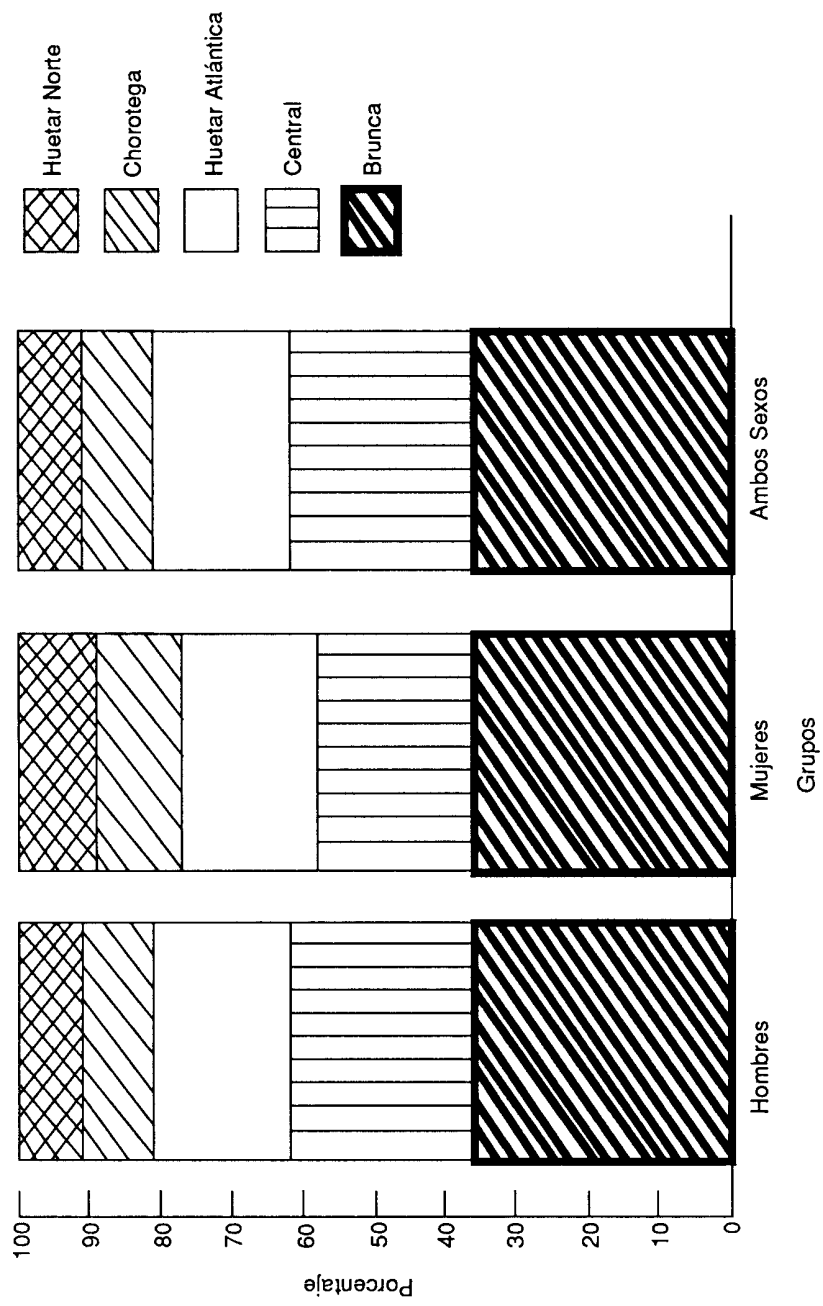 Porcentaje
100
90
80
70
60
50
40
30
20
10
0
Hombres
Mujeres
Ambos Sexos
Grupos
Huetar Norte
Chorotega
Huetar Atlántica
Central
Brunca